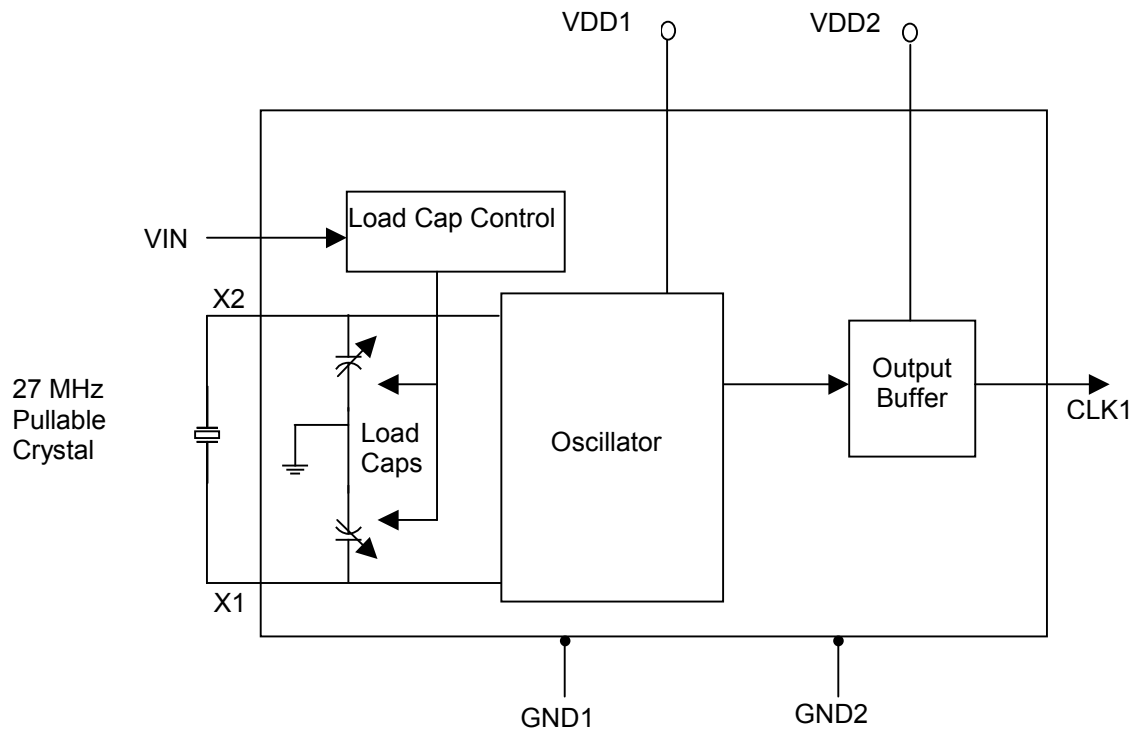 VDD1
VDD2
Load Cap Control
VIN
X2
27 MHz
Pullable
Crystal
Load
Caps
Oscillator
Output
Buffer
CLK1
X1
GND1
GND2